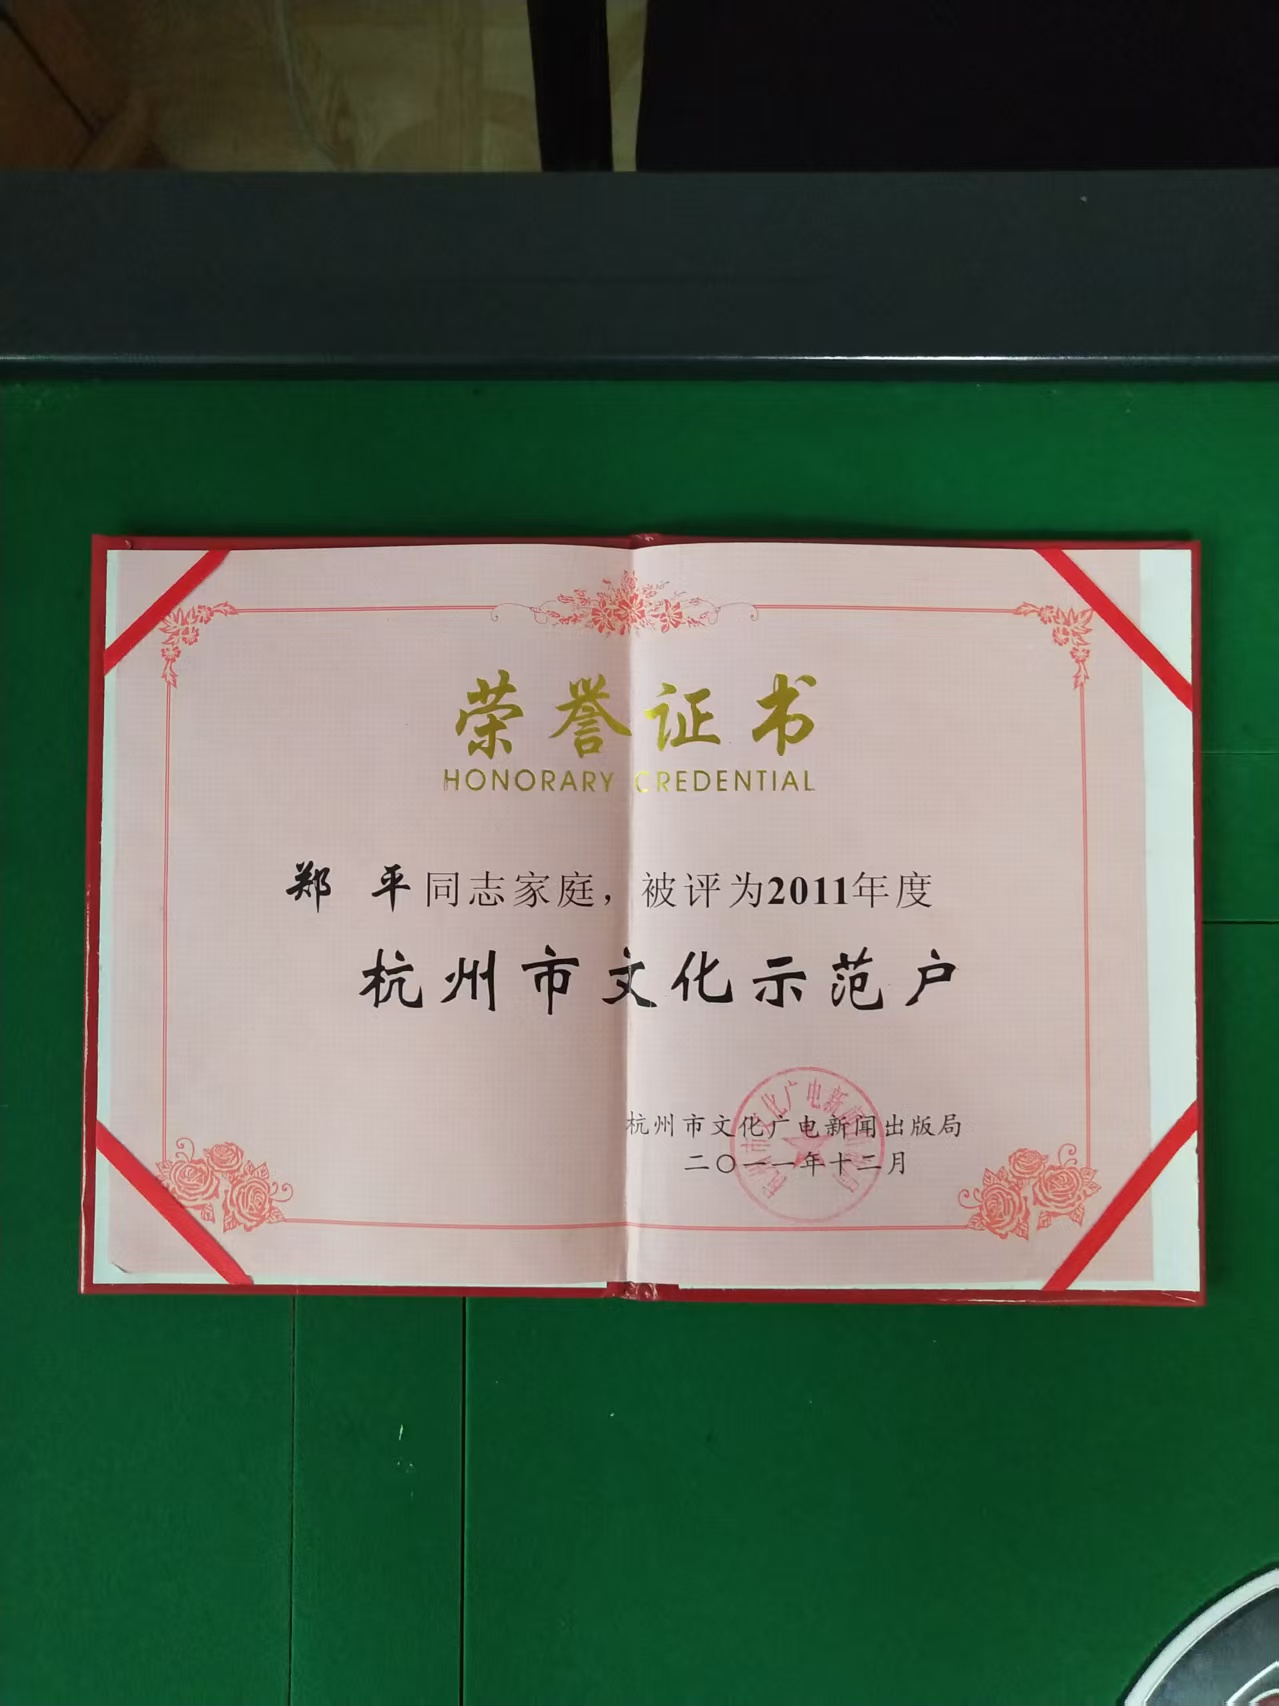 荣誉证书
HONORARY CREDENTIAL
郑 平同志家庭，被评为2011年度
杭州市文化示范户
杭州市文化广电新闻出版局
二〇一一年十二月